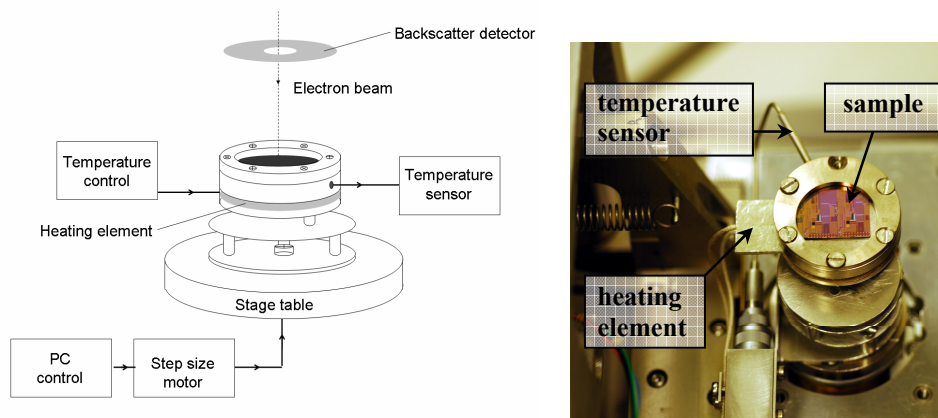 Backscatter detector
Electron beam
Temperature
control
Temperature
sensor
Heating element
Stage table
PC
control
Step size
motor
temperature
sensor
sample
heating
element